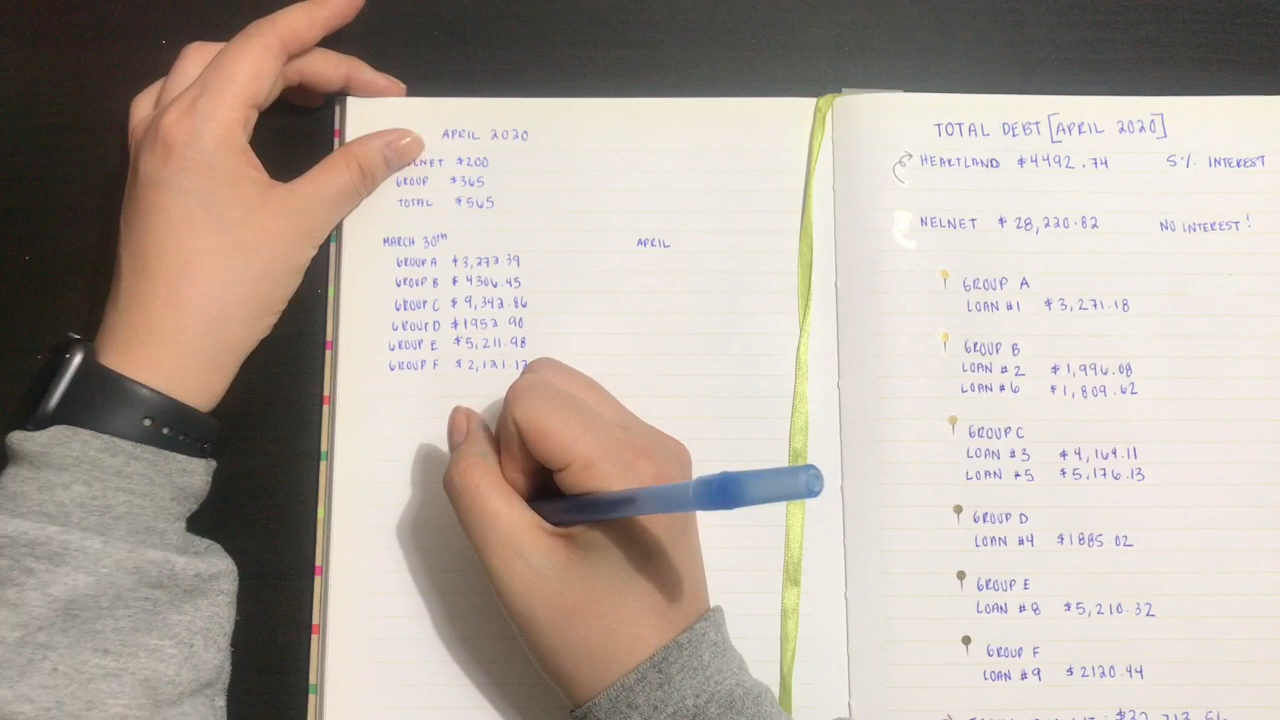 APRIL 2020
$200
GROUP $365
TOTAL $565
MARCH 30th
APRIL
GROUP A $3,272.39
GROUP B $4306.45
GROUP C $9,342.86
GROUP D $1952.90
GROUP E $5,211.98
GROUP F $2,121.17
TOTAL DEBT [APRIL 2020]
HEARTLAND $4492.74 5% INTEREST
NELNET $28,220.82 NO INTEREST!
GROUP A
LOAN #1 $3,271.18
GROUP B
LOAN #2 $1,996.08
LOAN #6 $1,809.62
GROUP C
LOAN #3 $4,164.11
LOAN #5 $5,176.13
GROUP D
LOAN #4 $1885.02
GROUP E
LOAN #8 $5,210.32
GROUP F
LOAN #9 $2120.44